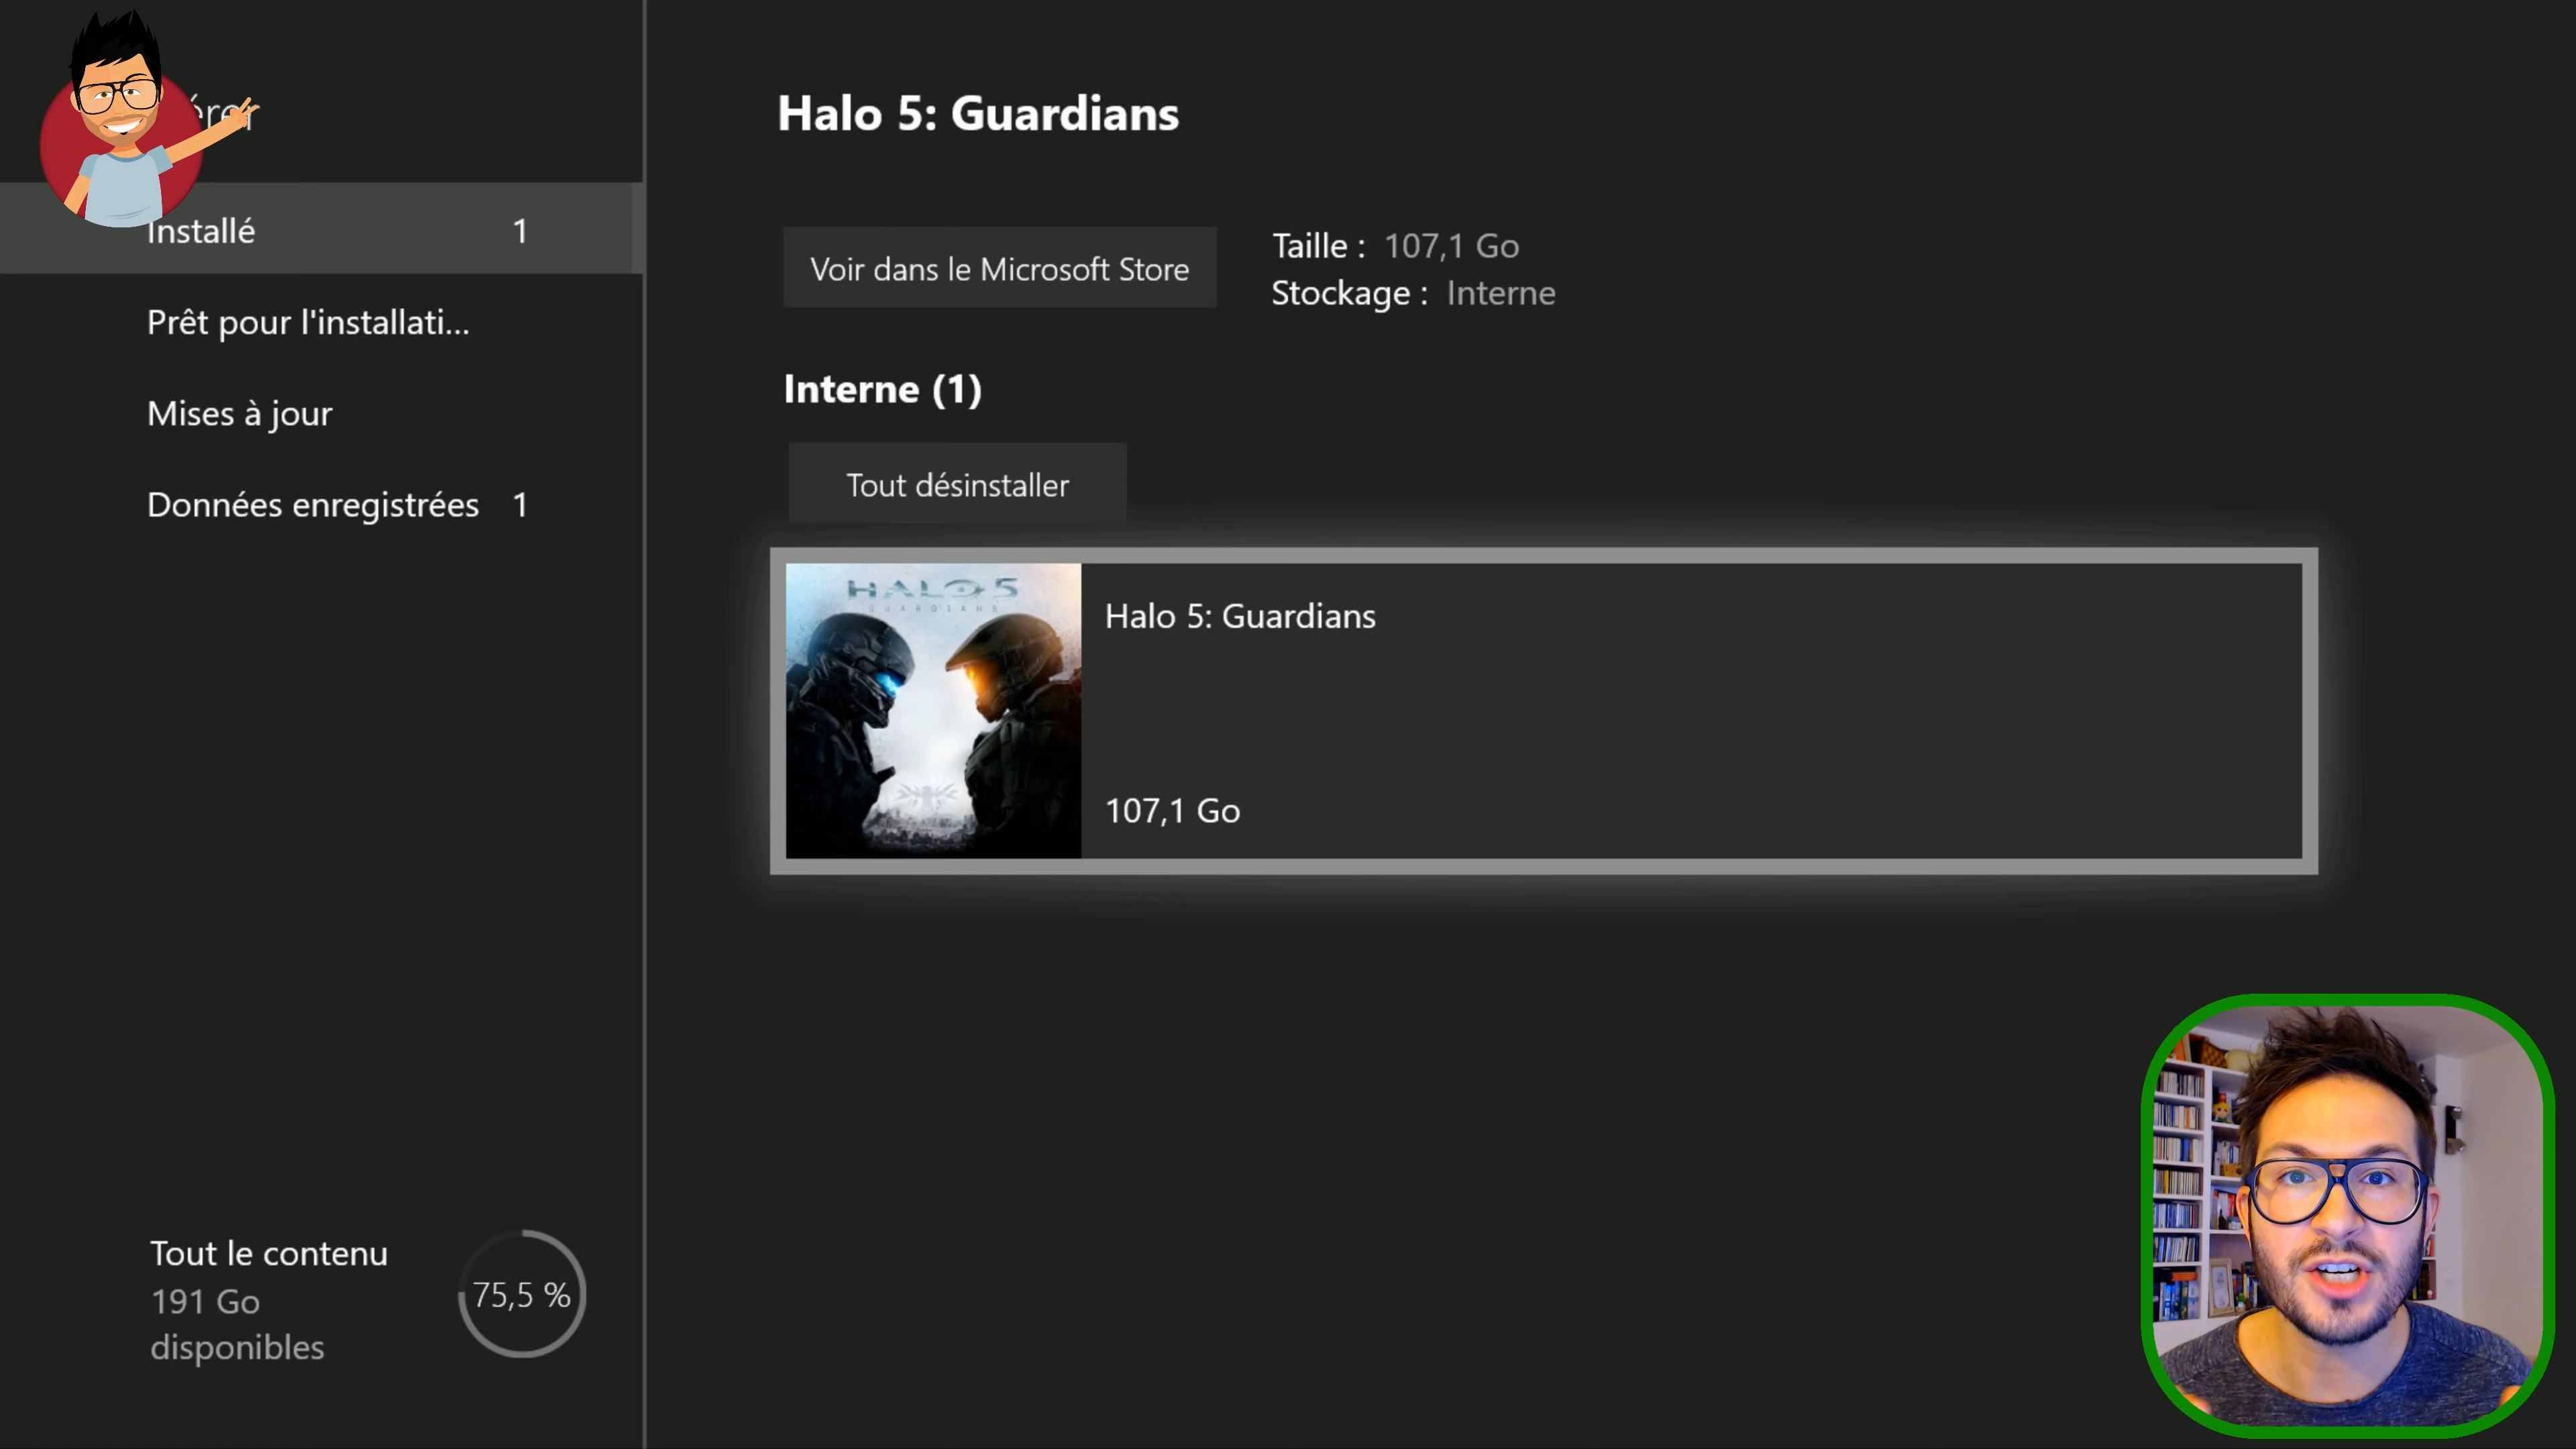 Installé 1
Prêt pour l'installati...
Mises à jour
Données enregistrées 1
Tout le contenu
191 Go
disponibles
75,5 %
Halo 5: Guardians
Voir dans le Microsoft Store
Taille : 107,1 Go
Stockage : Interne
Interne (1)
Tout désinstaller
HALO 5
GUARDIANS
Halo 5: Guardians
107,1 Go